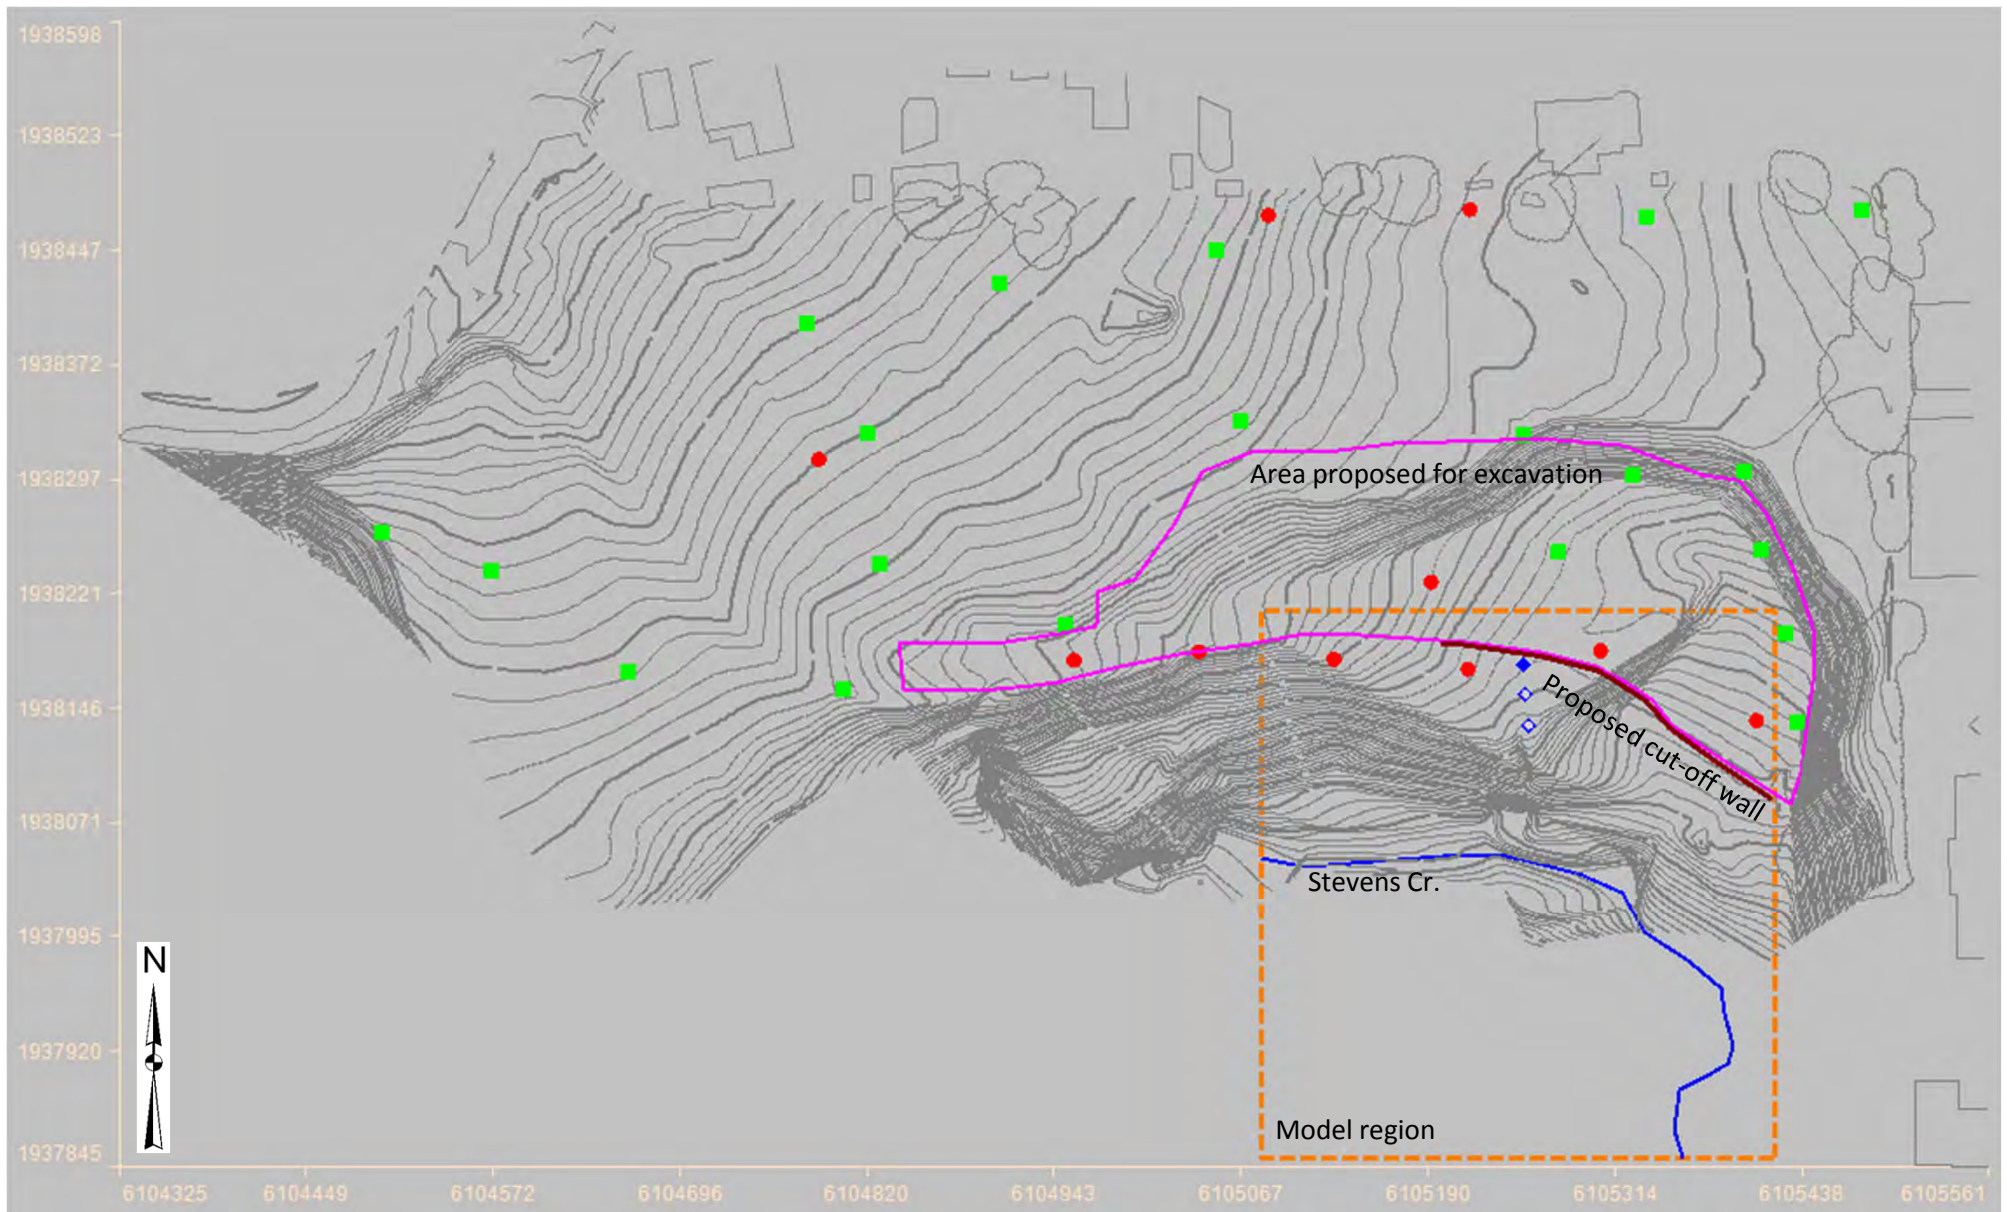 1938598
1938523
1938447
1938372
1938297
Area proposed for excavation
1938221
1938146
Proposed cut-off wall
1938071
Stevens Cr.
1937995
N
1937920
Model region
1937845
6104325 6104449 6104572 6104696 6104820 6104943 6105067 6105190 6105314 6105438 6105561